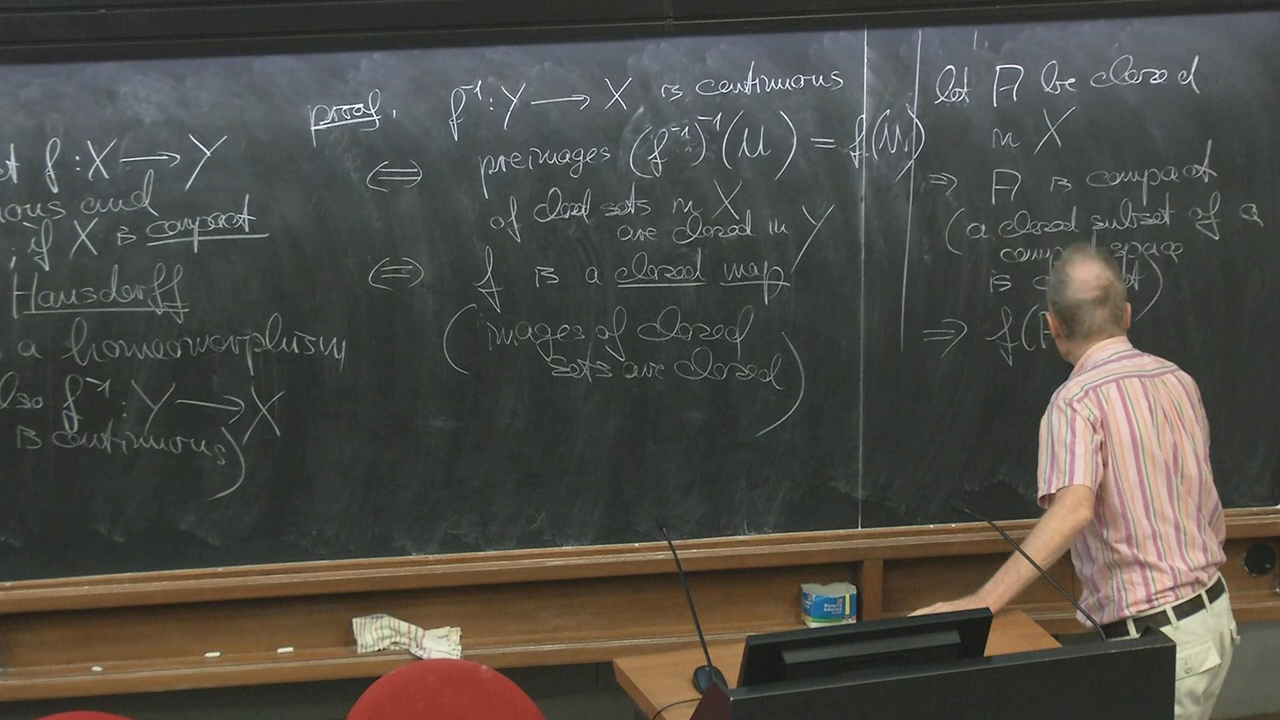 f : X → Y
and
; if X is compact
Hausdorff
a homeomorphism
f⁻¹ : Y → X
is continuous)
proof. f⁻¹ : Y → X is continuous
⇔ preimages (f⁻¹)⁻¹(U) = f(U)
of closed sets in X
are closed in Y
⇔ f is a closed map
(images of closed
sets are closed)
let A be closed
in X
⇒ A is compact
(a closed subset of a
space
is
⇒ f(